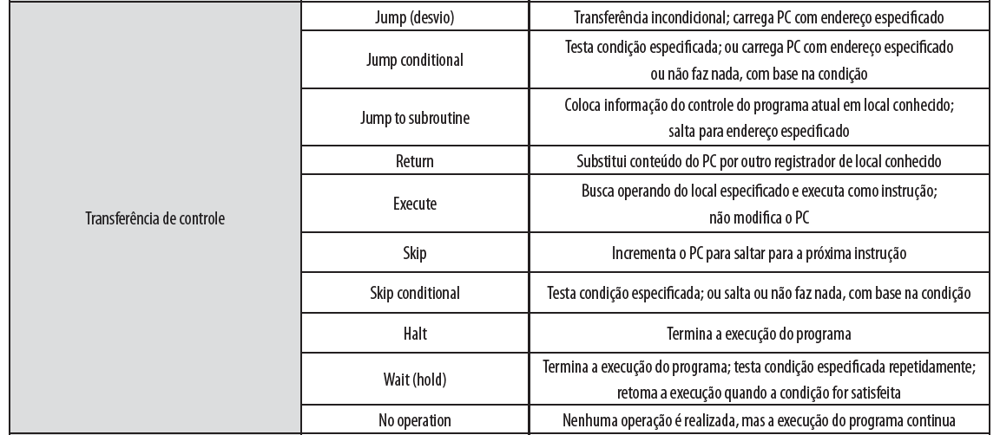 Transferência de controle
Jump (desvio)
Transferência incondicional; carrega PC com endereço especificado
Jump conditional
Testa condição especificada; ou carrega PC com endereço especificado
ou não faz nada, com base na condição
Jump to subroutine
Coloca informação do controle do programa atual em local conhecido;
salta para endereço especificado
Return
Substitui conteúdo do PC por outro registrador de local conhecido
Execute
Busca operando do local especificado e executa como instrução;
não modifica o PC
Skip
Incrementa o PC para saltar para a próxima instrução
Skip conditional
Testa condição especificada; ou salta ou não faz nada, com base na condição
Halt
Termina a execução do programa
Wait (hold)
Termina a execução do programa; testa condição especificada repetidamente;
retoma a execução quando a condição for satisfeita
No operation
Nenhuma operação é realizada, mas a execução do programa continua